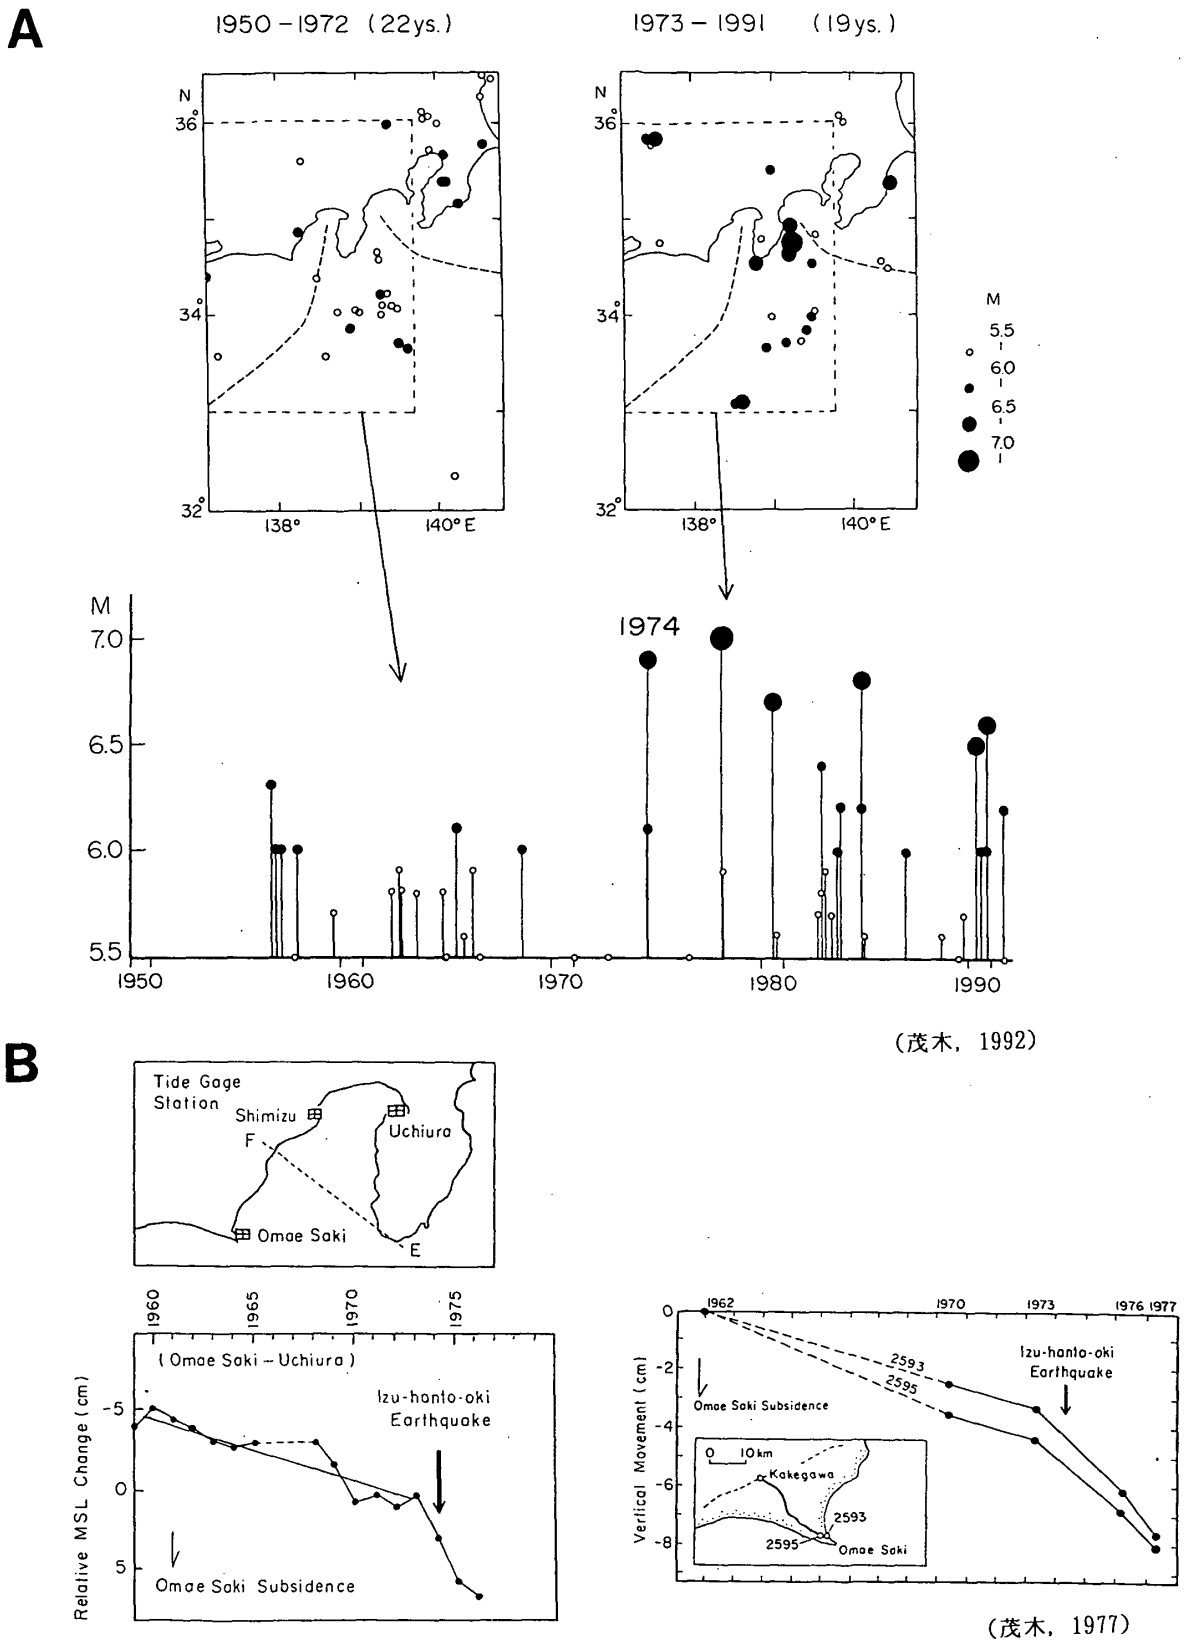 A
1950 – 1972 (22ys.)
1973 – 1991 (19ys.)
N
36°
34°
32°
138°
140°E
N
36°
34°
32°
138°
140°E
M
5.5
6.0
6.5
7.0
M
7.0
6.5
6.0
5.5
1974
1950
1960
1970
1980
1990
(茂木, 1992)
B
Tide Gage
Station
Shimizu
Uchiura
F
Omae Saki
E
1960
1965
1970
1975
(Omae Saki – Uchiura)
Izu-hanto-oki
Earthquake
Relative MSL Change (cm)
-5
0
5
Omae Saki Subsidence
0
-2
-4
-6
-8
Vertical Movement (cm)
1962
1970
1973
1976
1977
2593
2595
Izu-hanto-oki
Earthquake
Omae Saki Subsidence
0
10km
Kakegawa
2593
2595
Omae Saki
(茂木, 1977)